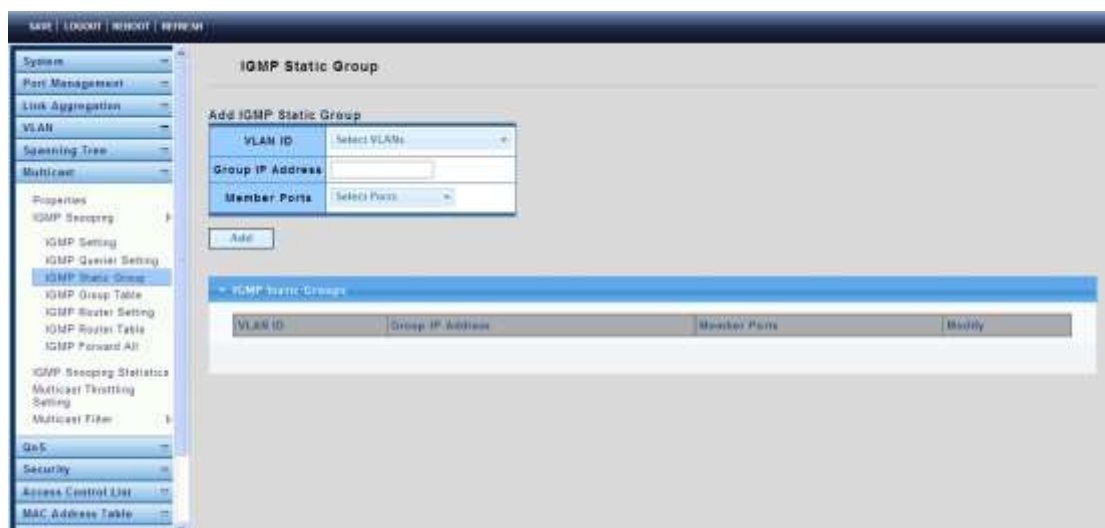 SAVE | LOGOUT | REBOOT | REFRESH
System
Port Management
Link Aggregation
VLAN
Spanning Tree
Multicast
Properties
IGMP Snooping
IGMP Setting
IGMP Querier Setting
IGMP Static Group
IGMP Group Table
IGMP Router Setting
IGMP Router Table
IGMP Forward All
IGMP Snooping Statistics
Multicast Throttling
Setting
Multicast Filter
QoS
Security
Access Control List
MAC Address Table
IGMP Static Group
Add IGMP Static Group
VLAN ID Select VLANs
Group IP Address
Member Ports Select Ports
Add
IGMP Static Groups
VLAN ID Group IP Address Member Ports Modify